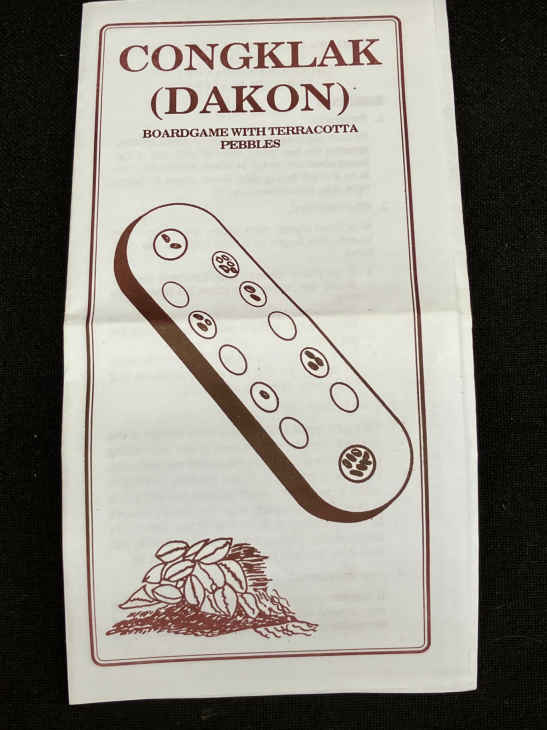 CONGKLAK
(DAKON)
BOARDGAME WITH TERRACOTTA
PEBBLES